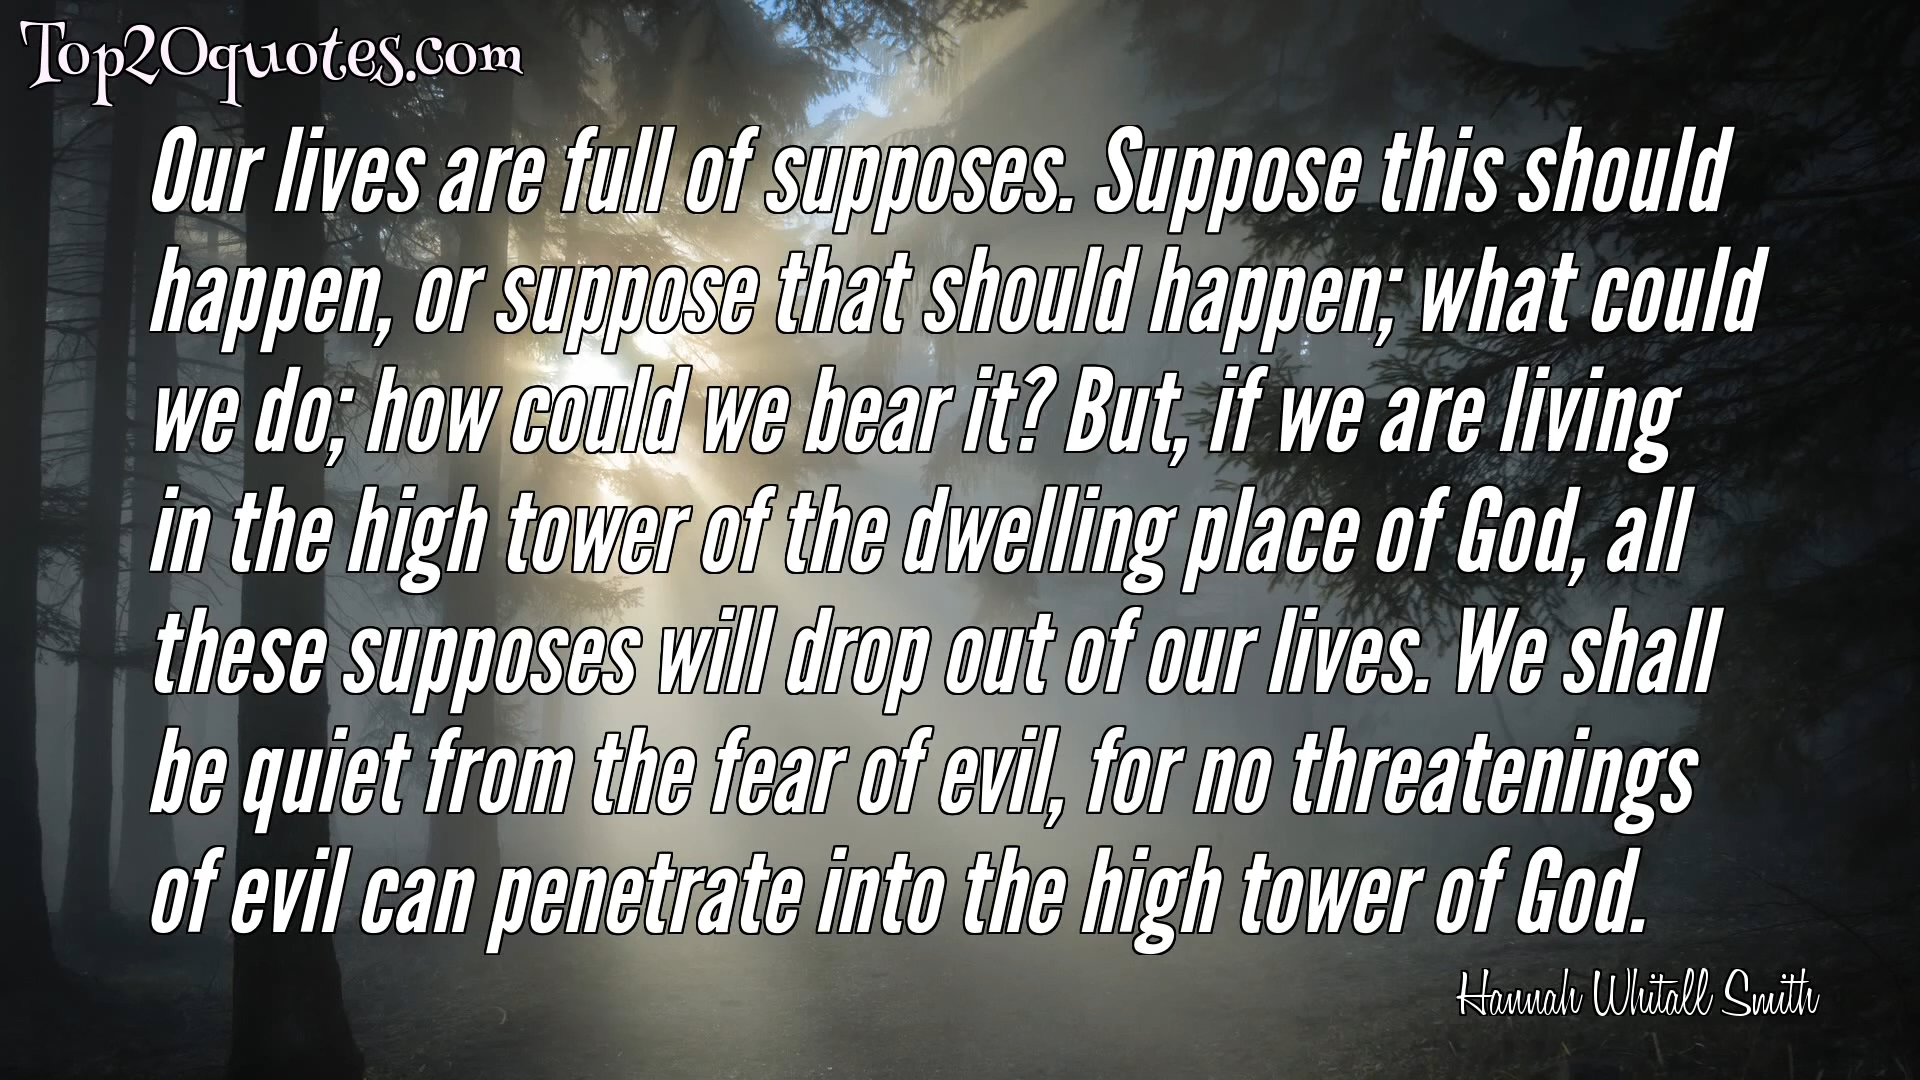 Top20quotes.com
Our lives are full of supposes. Suppose this should
happen, or suppose that should happen; what could
we do; how could we bear it? But, if we are living
in the high tower of the dwelling place of God, all
these supposes will drop out of our lives. We shall
be quiet from the fear of evil, for no threatenings
of evil can penetrate into the high tower of God.
Hannah Whitall Smith